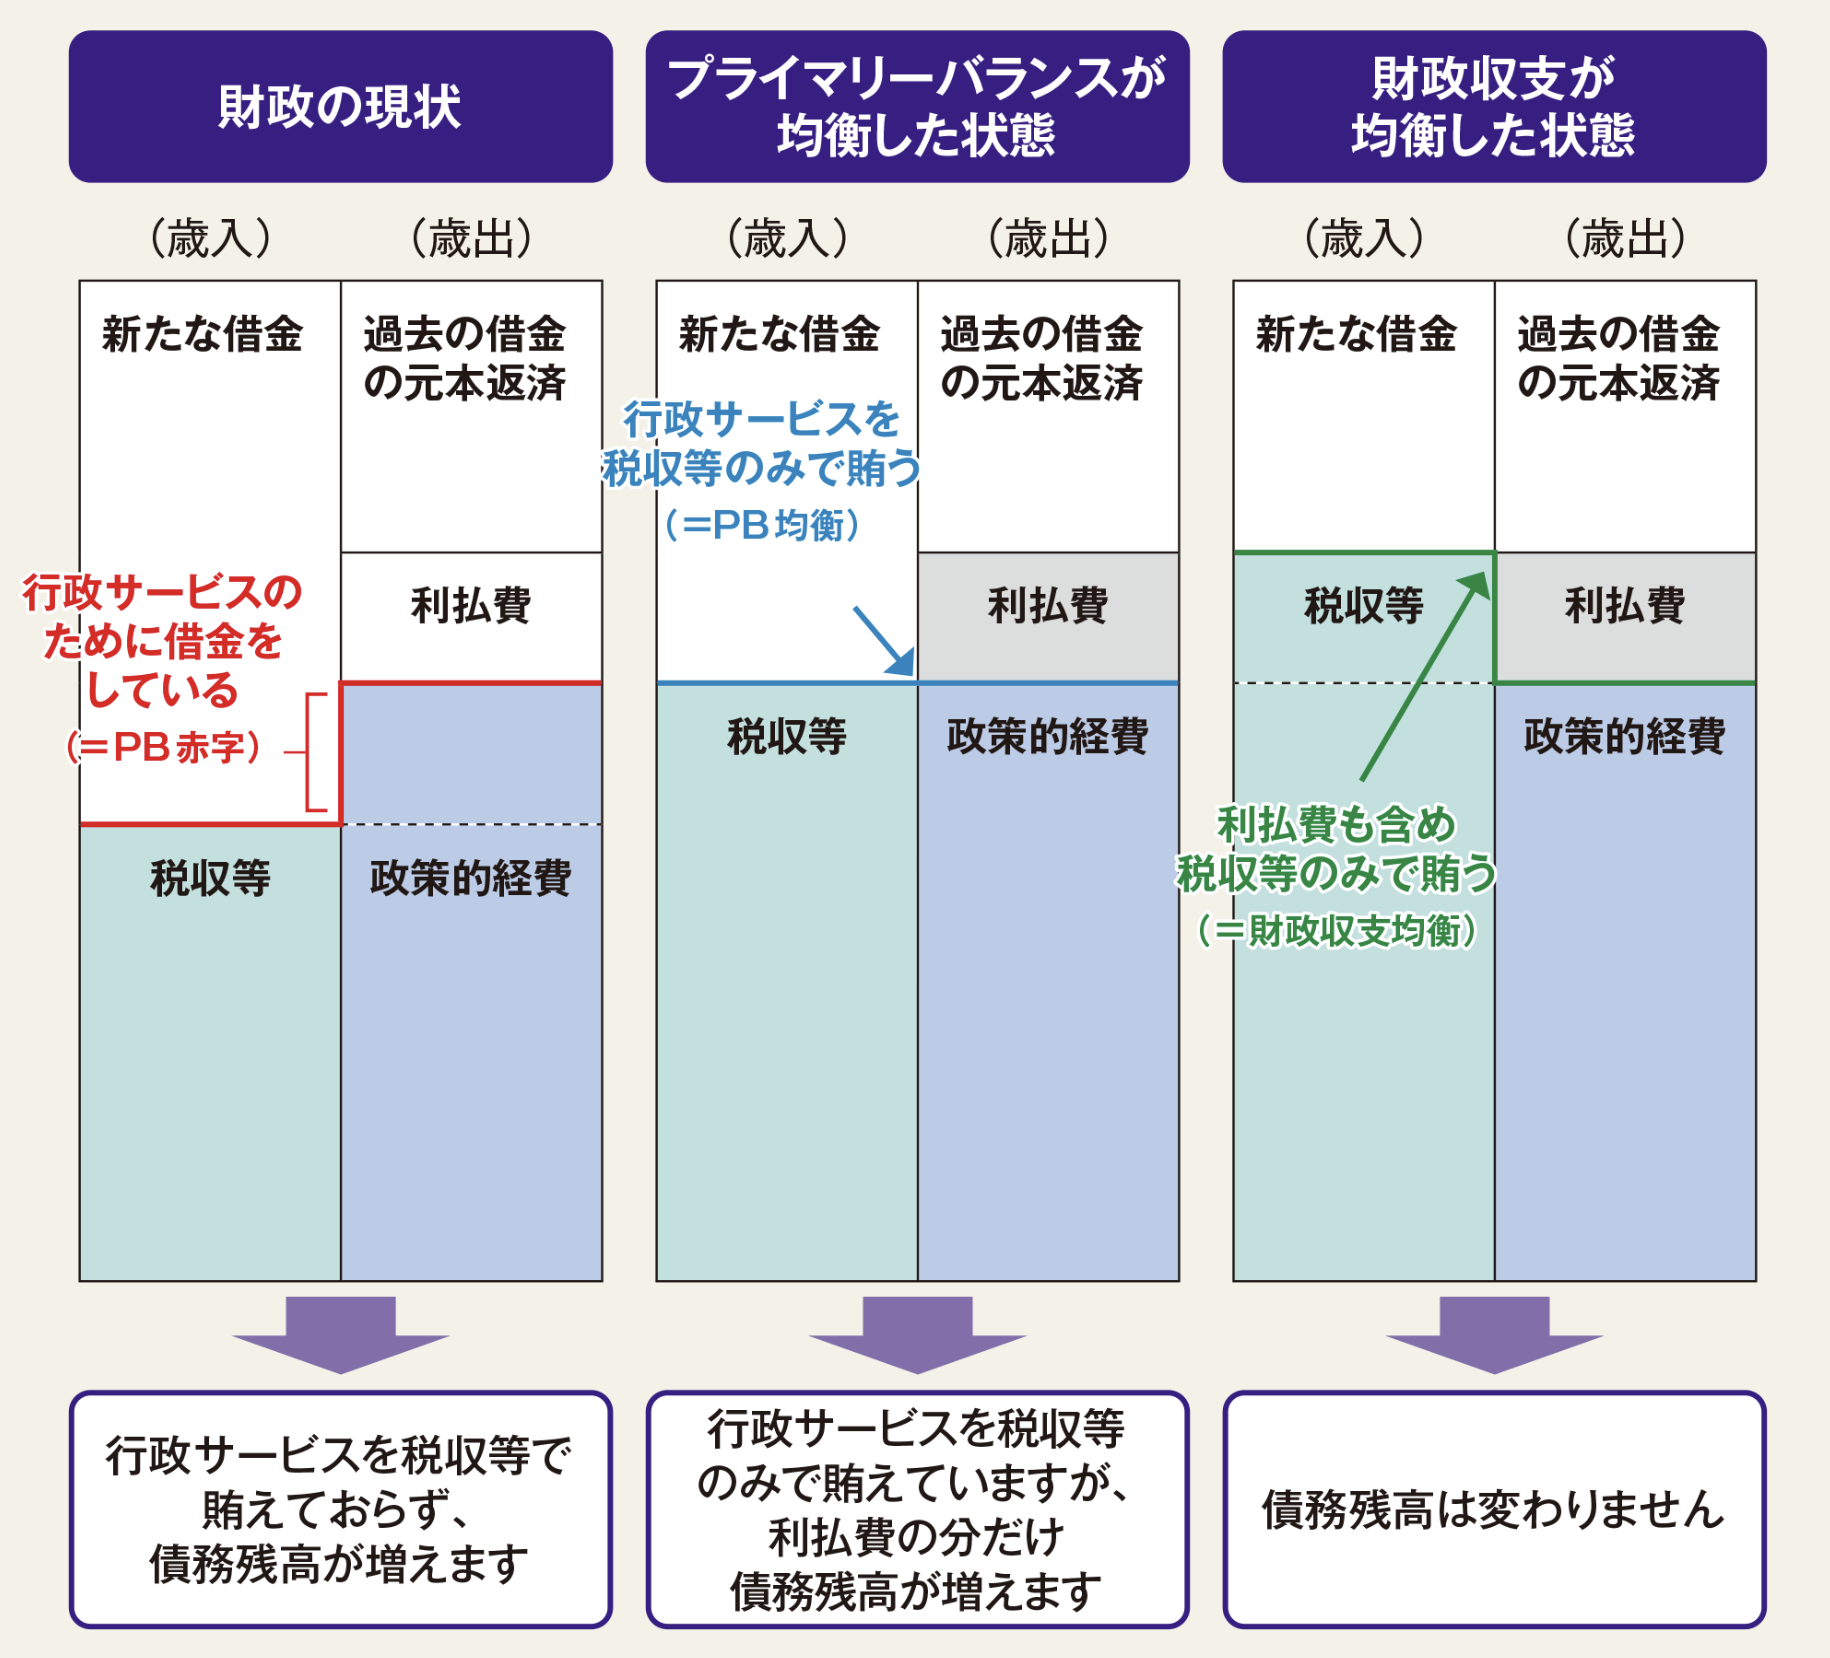 財政の現状
（歳入）
（歳出）
新たな借金
過去の借金
の元本返済
利払費
行政サービスの
ために借金を
している
（＝PB赤字）
税収等
政策的経費
行政サービスを税収等で
賄えておらず、
債務残高が増えます
プライマリーバランスが
均衡した状態
（歳入）
（歳出）
新たな借金
過去の借金
の元本返済
行政サービスを
税収等のみで賄う
（＝PB均衡）
利払費
税収等
政策的経費
行政サービスを税収等
のみで賄えていますが、
利払費の分だけ
債務残高が増えます
財政収支が
均衡した状態
（歳入）
（歳出）
新たな借金
過去の借金
の元本返済
税収等
利払費
政策的経費
利払費も含め
税収等のみで賄う
（＝財政収支均衡）
債務残高は変わりません